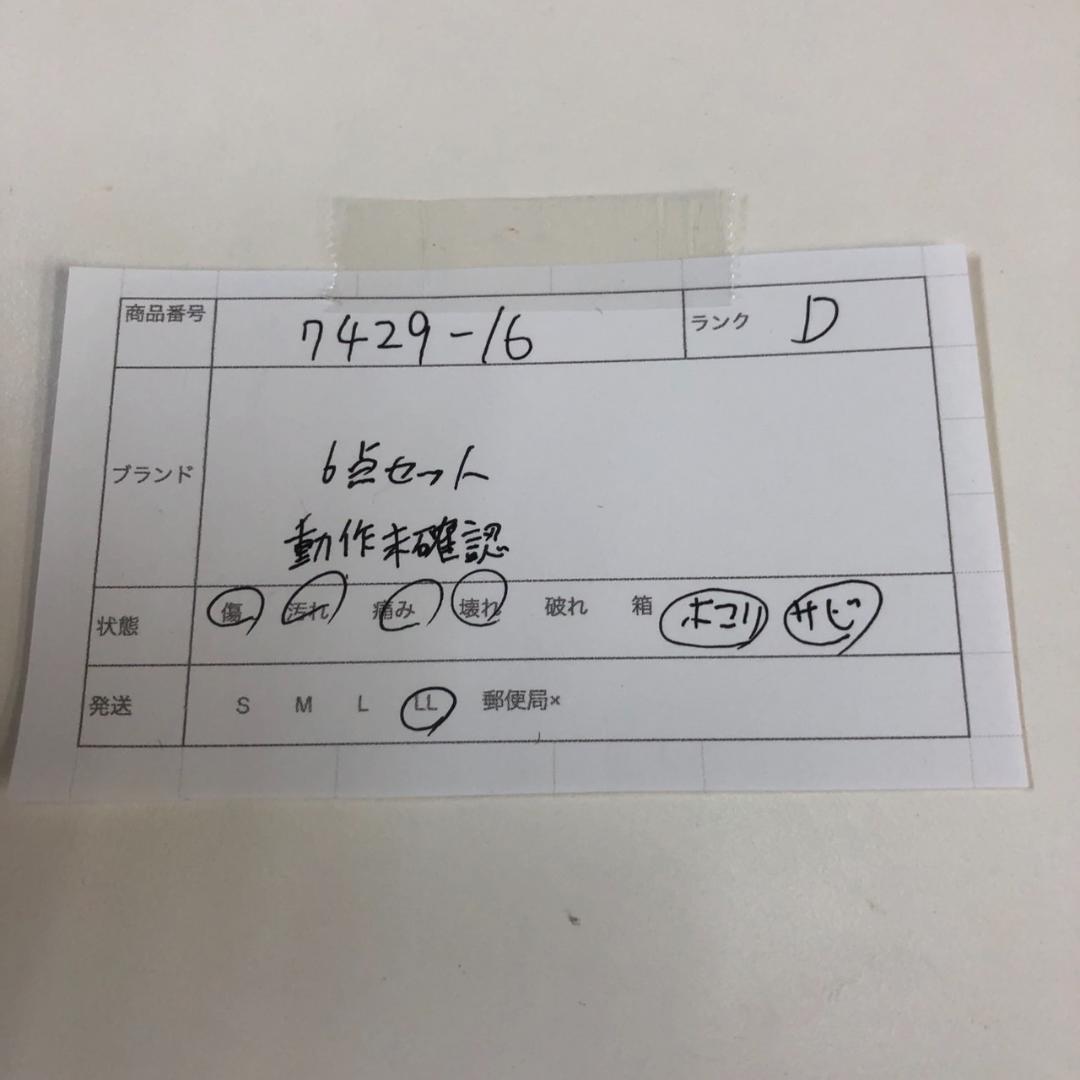 商品番号 7429-16 ランク D
ブランド 6点セット
動作未確認
状態 傷 汚れ 痛み 壊れ 破れ 箱 ホコリ サビ
発送 S M L LL 郵便局×